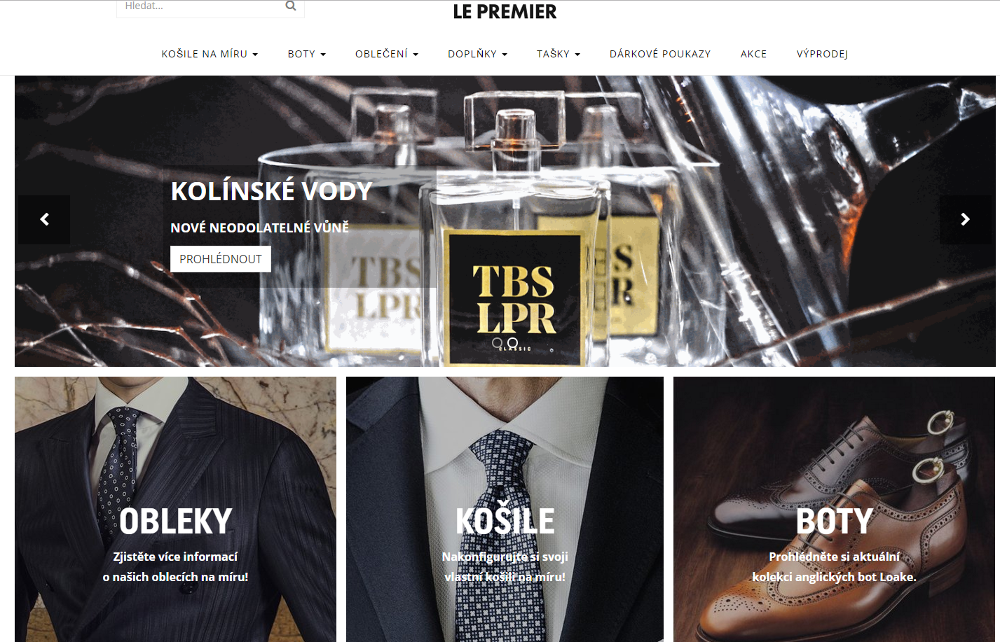 Hledat...
LE PREMIER
KOŠILE NA MÍRU
BOTY
OBLEČENÍ
DOPLŇKY
TAŠKY
DÁRKOVÉ POUKAZY
AKCE
VÝPRODEJ
KOLÍNSKÉ VODY
NOVÉ NEODOLATELNÉ VŮNĚ
PROHLÉDNOUT
TBS
LPR
TBS
LPR
CLASSIC
OBLEKY
Zjistěte více informací
o našich oblecích na míru!
KOŠILE
Nakonfigurujte si svoji
vlastní košili na míru!
BOTY
Prohlédněte si aktuální
kolekci anglických bot Loake.